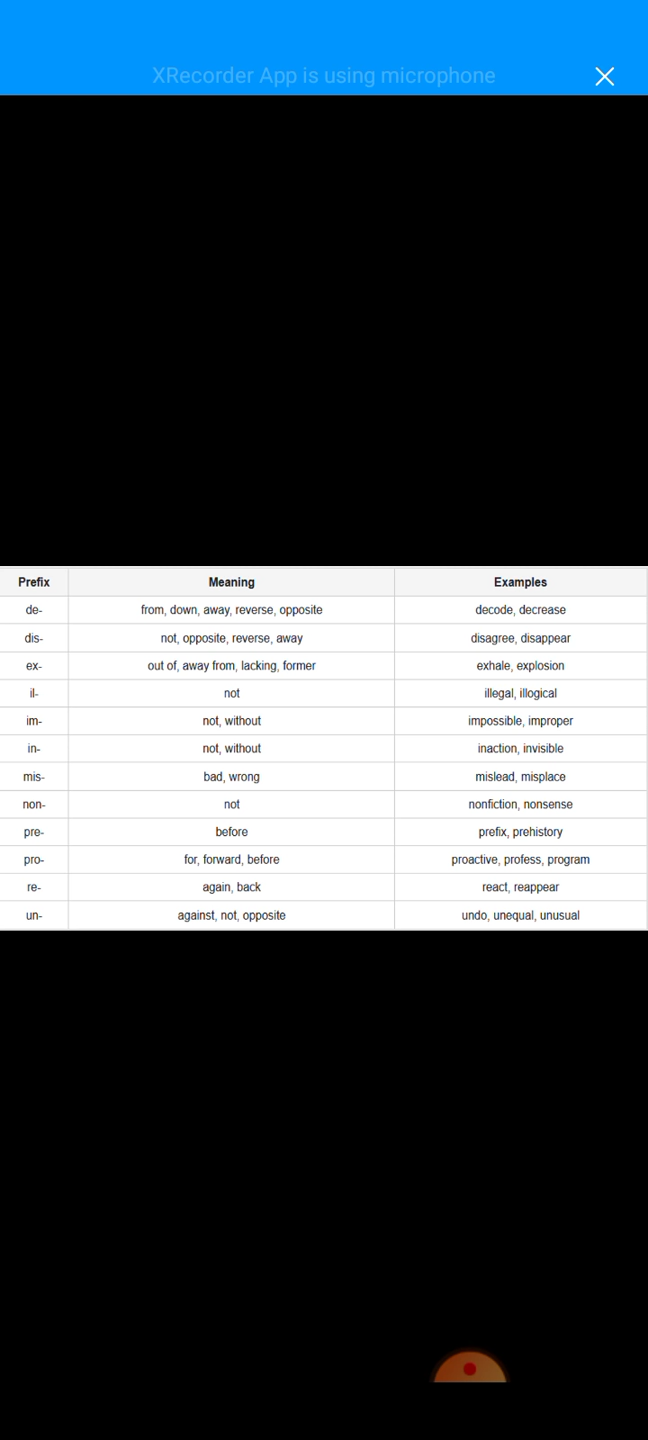 XRecorder App is using microphone
Prefix Meaning Examples
de- from, down, away, reverse, opposite decode, decrease
dis- not, opposite, reverse, away disagree, disappear
ex- out of, away from, lacking, former exhale, explosion
il- not illegal, illogical
im- not, without impossible, improper
in- not, without inaction, invisible
mis- bad, wrong mislead, misplace
non- not nonfiction, nonsense
pre- before prefix, prehistory
pro- for, forward, before proactive, profess, program
re- again, back react, reappear
un- against, not, opposite undo, unequal, unusual